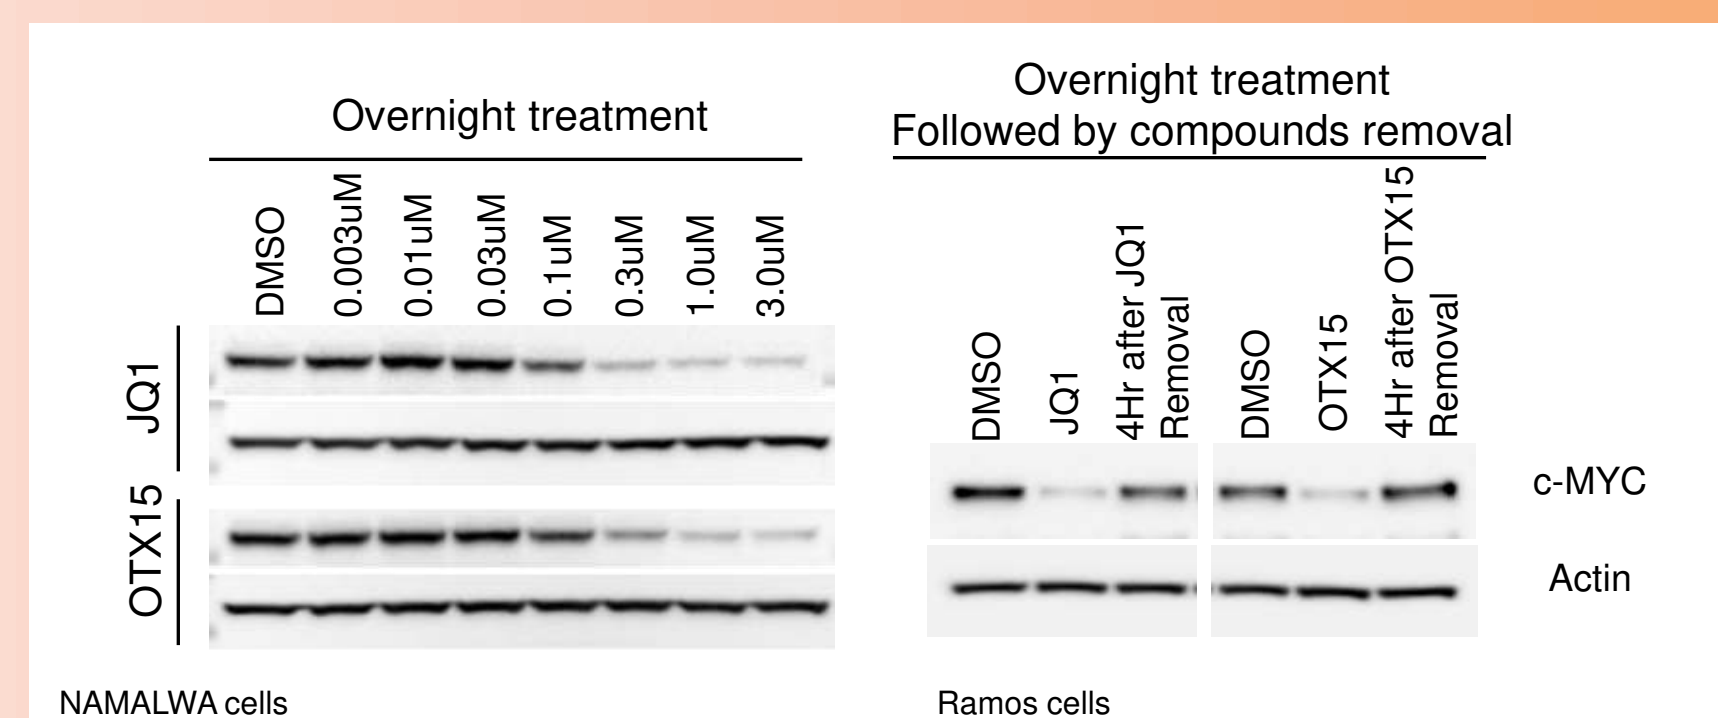 Overnight treatment
DMSO
0.003uM
0.01uM
0.03uM
0.1uM
0.3uM
1.0uM
3.0uM
JQ1
OTX15
NAMALWA cells
Overnight treatment
Followed by compounds removal
DMSO
JQ1
4Hr after JQ1
Removal
DMSO
OTX15
4Hr after OTX15
Removal
c-MYC
Actin
Ramos cells